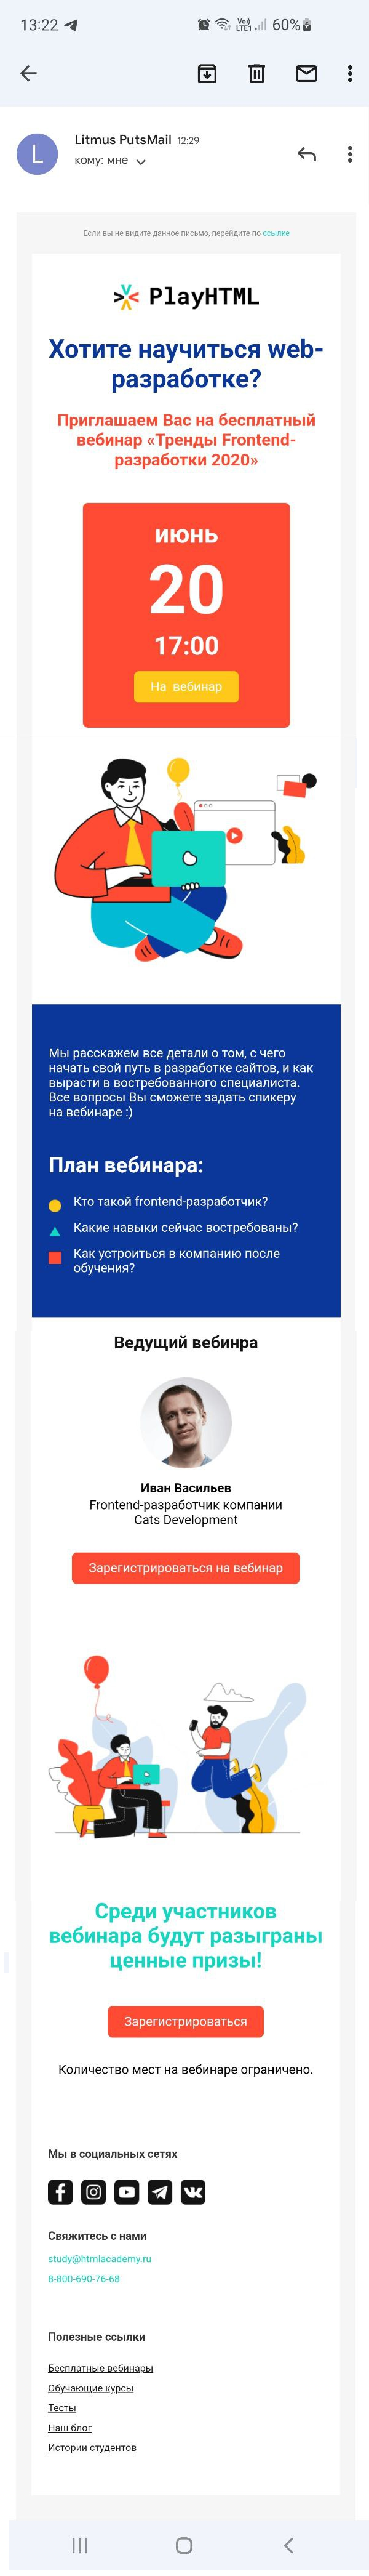 13:22
Vo))
LTE1
60%
L
Litmus PutsMail 12:29
кому: мне
Если вы не видите данное письмо, перейдите по ссылке
PlayHTML
Хотите научиться web-
разработке?
Приглашаем Вас на бесплатный
вебинар «Тренды Frontend-
разработки 2020»
июнь
20
17:00
На вебинар
Мы расскажем все детали о том, с чего
начать свой путь в разработке сайтов, и как
вырасти в востребованного специалиста.
Все вопросы Вы сможете задать спикеру
на вебинаре :)
План вебинара:
Кто такой frontend-разработчик?
Какие навыки сейчас востребованы?
Как устроиться в компанию после
обучения?
Ведущий вебинра
Иван Васильев
Frontend-разработчик компании
Cats Development
Зарегистрироваться на вебинар
Среди участников
вебинара будут разыграны
ценные призы!
Зарегистрироваться
Количество мест на вебинаре ограничено.
Мы в социальных сетях
Свяжитесь с нами
study@htmlacademy.ru
8-800-690-76-68
Полезные ссылки
Бесплатные вебинары
Обучающие курсы
Тесты
Наш блог
Истории студентов